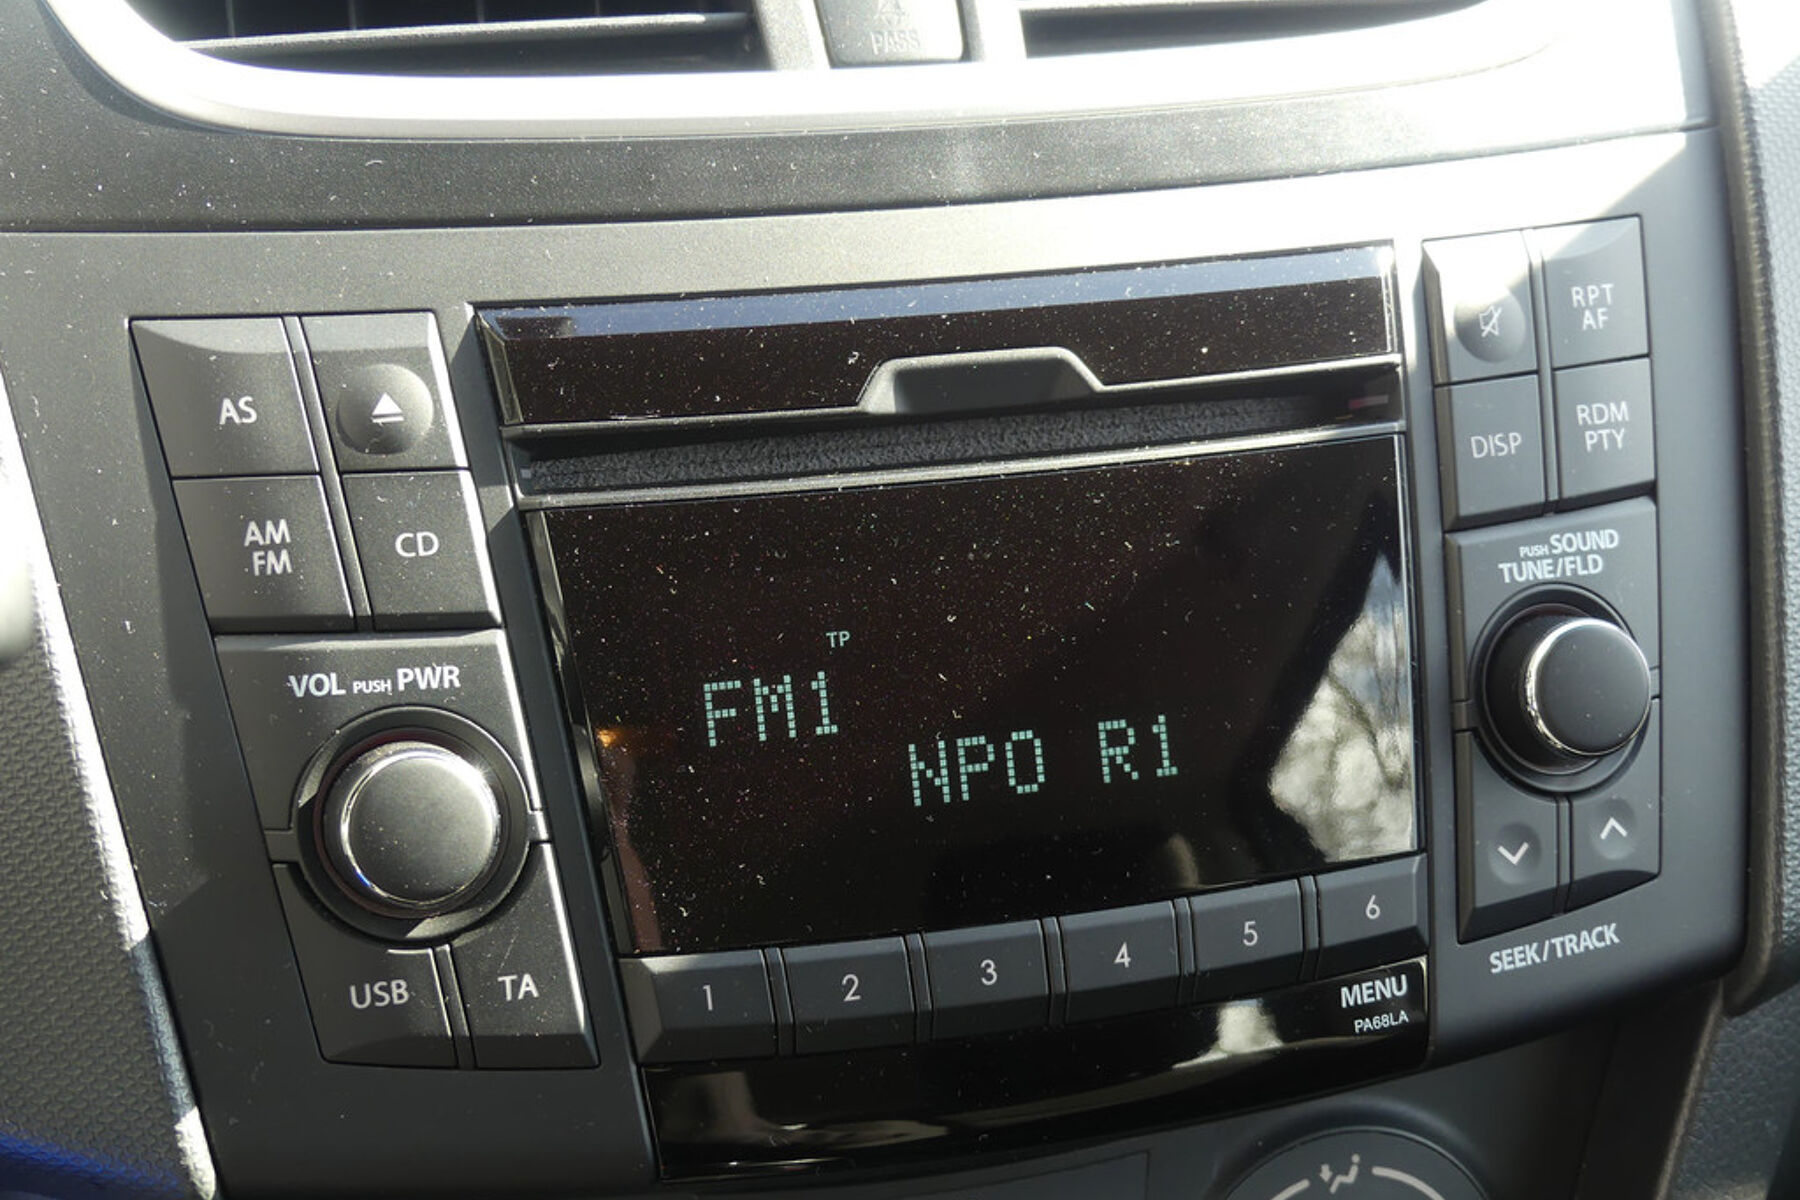 PASS
AS
AM
FM
CD
VOL PUSH PWR
USB
TA
TP
FM1
NPO R1
1
2
3
4
5
6
MENU
PA68LA
RPT
AF
DISP
RDM
PTY
PUSH SOUND
TUNE/FLD
SEEK/TRACK